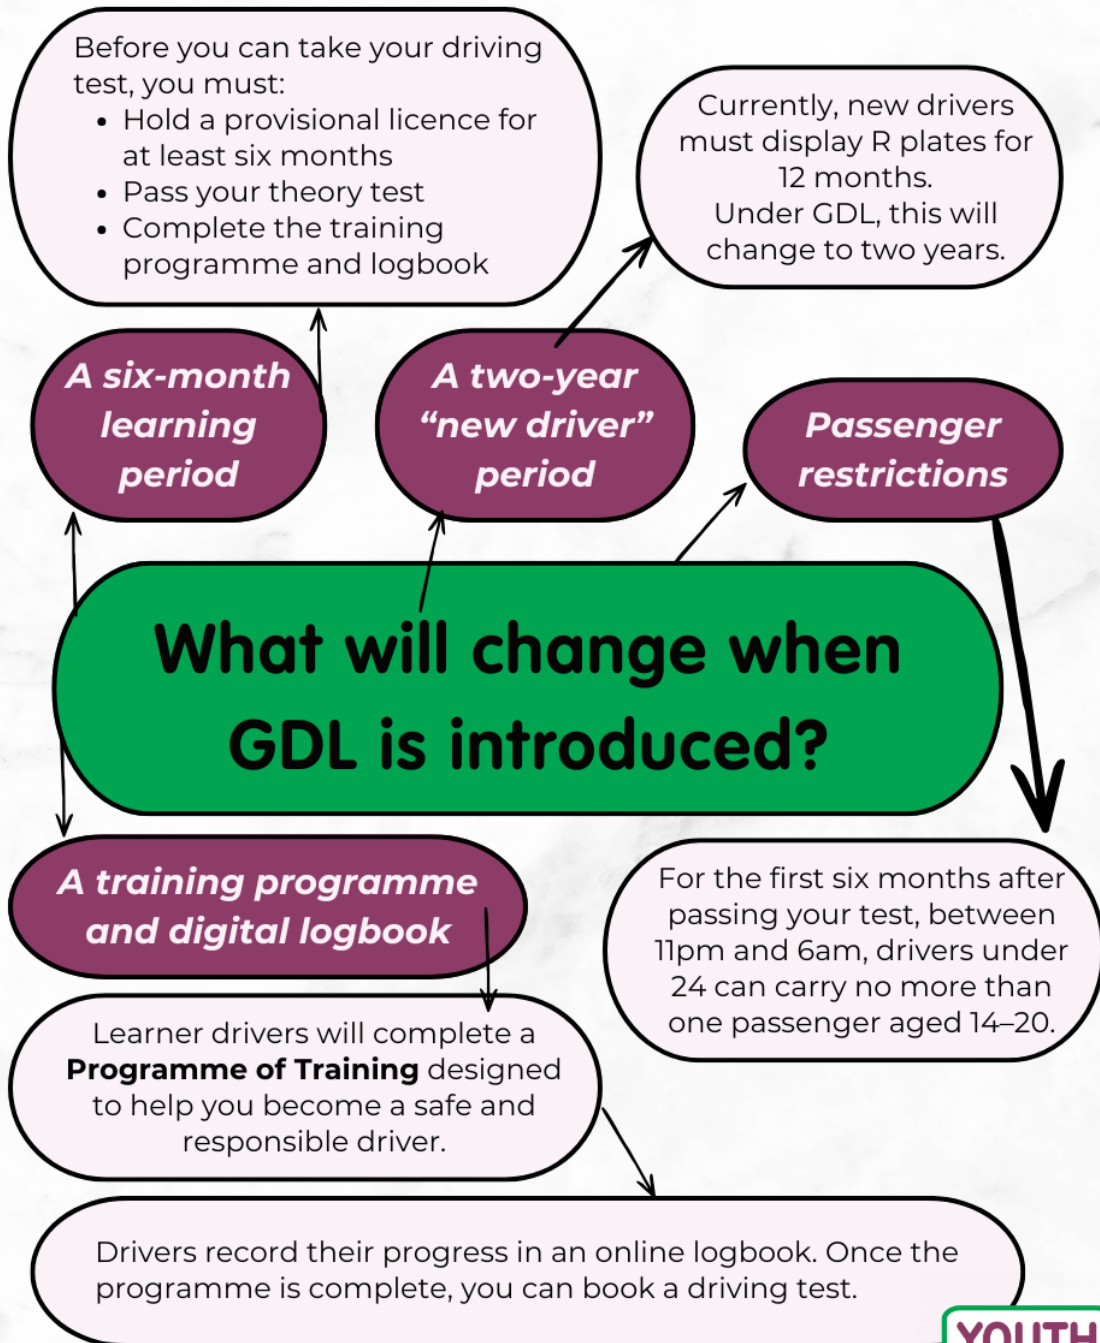 Before you can take your driving
test, you must:
• Hold a provisional licence for
at least six months
• Pass your theory test
• Complete the training
programme and logbook
Currently, new drivers
must display R plates for
12 months.
Under GDL, this will
change to two years.
A six-month
learning
period
A two-year
“new driver”
period
Passenger
restrictions
What will change when
GDL is introduced?
A training programme
and digital logbook
For the first six months after
passing your test, between
11pm and 6am, drivers under
24 can carry no more than
one passenger aged 14–20.
Learner drivers will complete a
Programme of Training designed
to help you become a safe and
responsible driver.
Drivers record their progress in an online logbook. Once the
programme is complete, you can book a driving test.
YOUTH